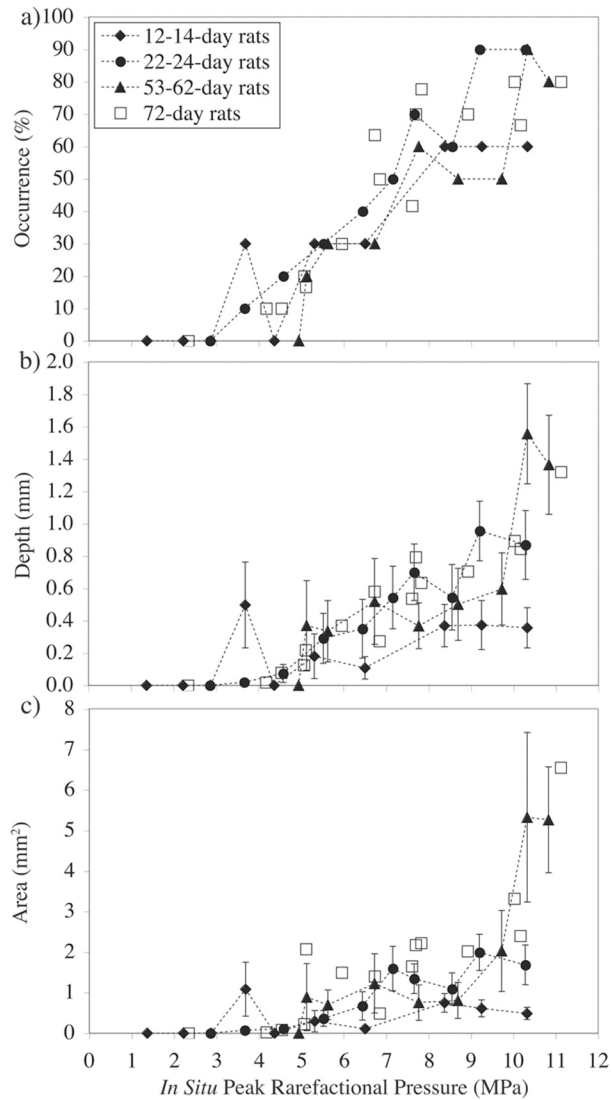 a)
100
90
80
70
60
50
40
30
20
10
0
Occurrence (%)
12-14-day rats
22-24-day rats
53-62-day rats
72-day rats
b)
2.0
1.8
1.6
1.4
1.2
1.0
0.8
0.6
0.4
0.2
0.0
Depth (mm)
c)
8
7
6
5
4
3
2
1
0
Area (mm²)
0 1 2 3 4 5 6 7 8 9 10 11 12
In Situ Peak Rarefactional Pressure (MPa)